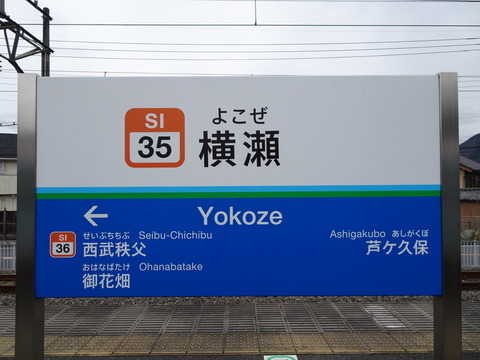 SI
35
よこぜ
横瀬
← Yokoze
SI
36
せいぶちちぶ Seibu-Chichibu
西武秩父
おはなばたけ Ohanabatake
御花畑
Ashigakubo あしがくぼ
芦ケ久保